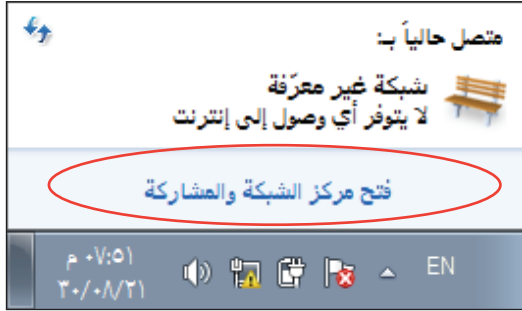 متصل حالياً بـ:
شبكة غير معرّفة
لا يتوفر أي وصول إلى إنترنت
فتح مركز الشبكة والمشاركة
EN
٠٧:٥١ م
٣٠/٠٨/٣١